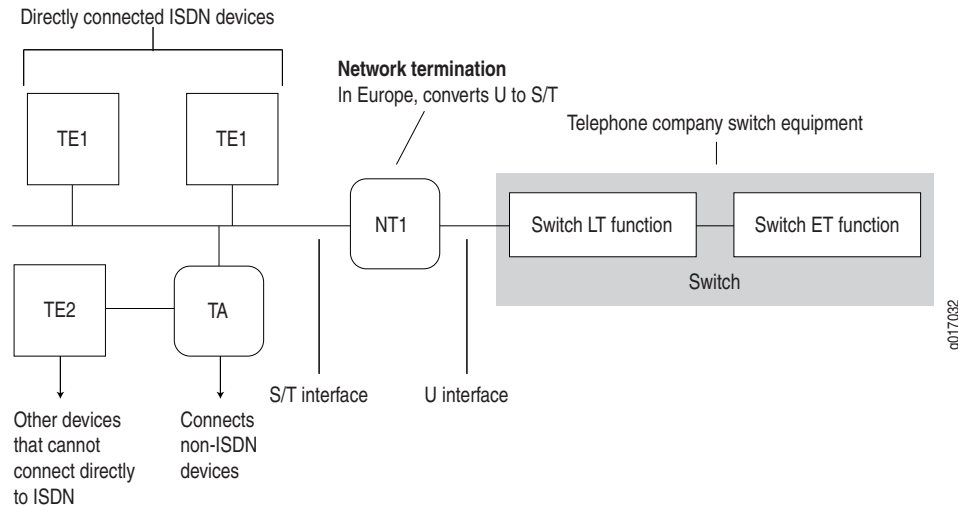 Directly connected ISDN devices
Network termination
In Europe, converts U to S/T
Telephone company switch equipment
TE1
TE1
NT1
Switch LT function
Switch ET function
Switch
TE2
TA
S/T interface
U interface
Other devices
that cannot
connect directly
to ISDN
Connects
non-ISDN
devices
g017032